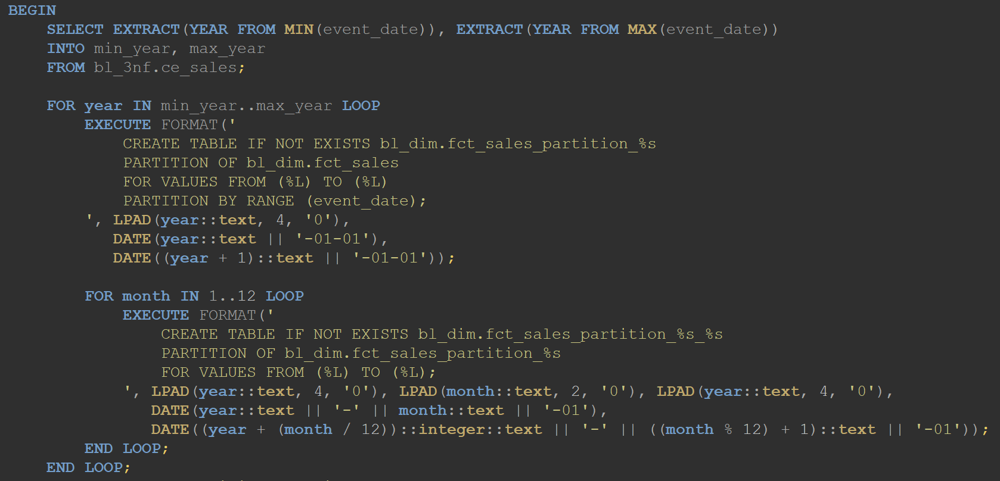 BEGIN
SELECT EXTRACT(YEAR FROM MIN(event_date)), EXTRACT(YEAR FROM MAX(event_date))
INTO min_year, max_year
FROM bl_3nf.ce_sales;
FOR year IN min_year..max_year LOOP
EXECUTE FORMAT('
CREATE TABLE IF NOT EXISTS bl_dim.fct_sales_partition_%s
PARTITION OF bl_dim.fct_sales
FOR VALUES FROM (%L) TO (%L)
PARTITION BY RANGE (event_date);
', LPAD(year::text, 4, '0'),
DATE(year::text || '-01-01'),
DATE((year + 1)::text || '-01-01'));
FOR month IN 1..12 LOOP
EXECUTE FORMAT('
CREATE TABLE IF NOT EXISTS bl_dim.fct_sales_partition_%s_%s
PARTITION OF bl_dim.fct_sales_partition_%s
FOR VALUES FROM (%L) TO (%L);
', LPAD(year::text, 4, '0'), LPAD(month::text, 2, '0'), LPAD(year::text, 4, '0'),
DATE(year::text || '-' || month::text || '-01'),
DATE((year + (month / 12))::integer::text || '-' || ((month % 12) + 1)::text || '-01'));
END LOOP;
END LOOP;